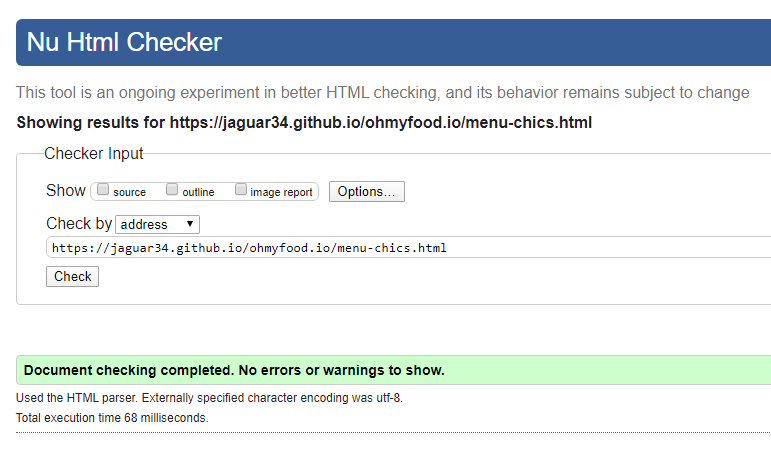 Nu Html Checker
This tool is an ongoing experiment in better HTML checking, and its behavior remains subject to change
Showing results for https://jaguar34.github.io/ohmyfood.io/menu-chics.html
Checker Input
Show source outline image report Options...
Check by address
https://jaguar34.github.io/ohmyfood.io/menu-chics.html
Check
Document checking completed. No errors or warnings to show.
Used the HTML parser. Externally specified character encoding was utf-8.
Total execution time 68 milliseconds.